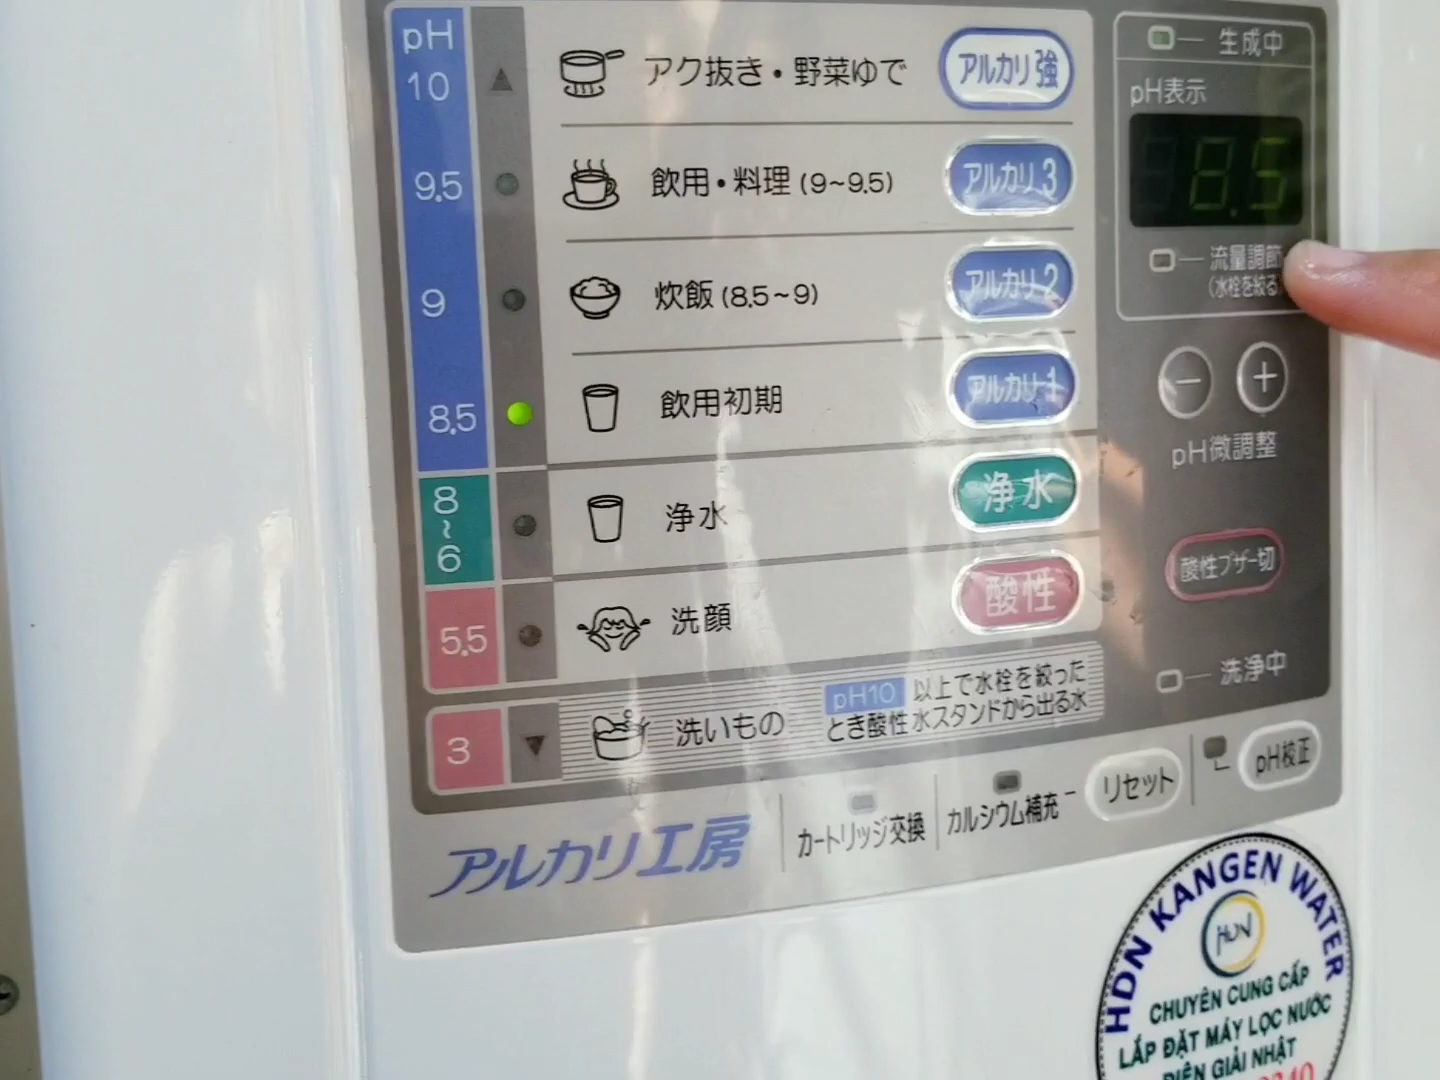 pH
10
アク抜き・野菜ゆで
アルカリ 強
9.5
飲用・料理 (9~9.5)
アルカリ 3
9
炊飯 (8.5~9)
アルカリ 2
8.5
飲用初期
アルカリ 1
8
~
6
浄水
浄水
5.5
洗顔
酸性
3
洗いもの
pH10 以上で水栓を絞った
とき酸性水スタンドから出る水
生成中
pH表示
8.5
流量調節
(水栓を絞る)
− +
pH微調整
酸性ブザー切
洗浄中
アルカリ工房
カートリッジ交換
カルシウム補充
リセット
pH校正
HDN KANGEN WATER
HDN
CHUYÊN CUNG CẤP
LẮP ĐẶT MÁY LỌC NƯỚC
ĐIỆN GIẢI NHẬT